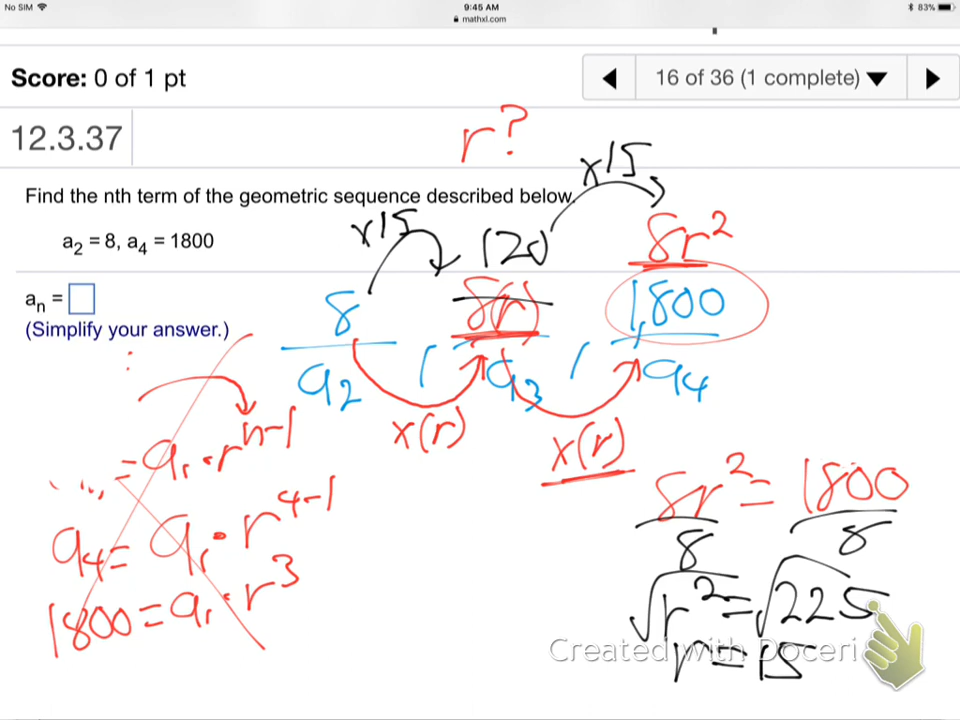 No SIM 9:45 AM 83%
mathxl.com
Score: 0 of 1 pt 16 of 36 (1 complete)
12.3.37
r?
Find the nth term of the geometric sequence described below.
a₂ = 8, a₄ = 1800
x15 x15
120 8r²
aₙ =
(Simplify your answer.)
8 8(r) 1,800
a₂ a₃ a₄
x(r) x(r)
= a₁ · rⁿ⁻¹
a₄ = a₁ · r⁴⁻¹
1800 = a₁ · r³
8r² = 1800
8 8
√r² = √225
r = 15
Created with Doceri